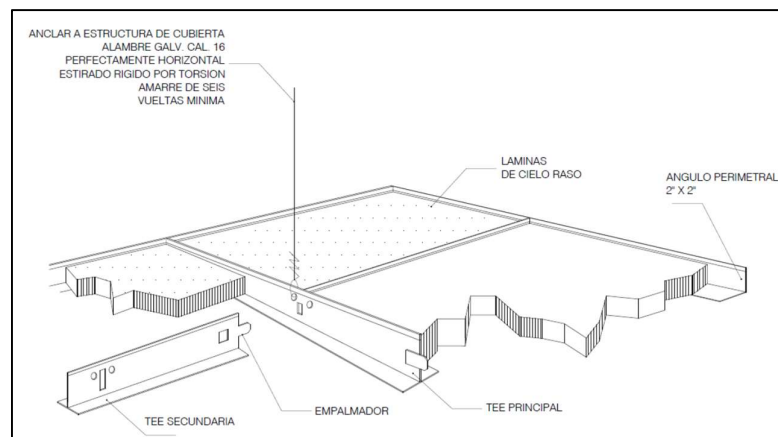 ANCLAR A ESTRUCTURA DE CUBIERTA
ALAMBRE GALV. CAL. 16
PERFECTAMENTE HORIZONTAL
ESTIRADO RIGIDO POR TORSION
AMARRE DE SEIS
VUELTAS MINIMA
LAMINAS
DE CIELO RASO
ANGULO PERIMETRAL
2" X 2"
EMPALMADOR
TEE PRINCIPAL
TEE SECUNDARIA